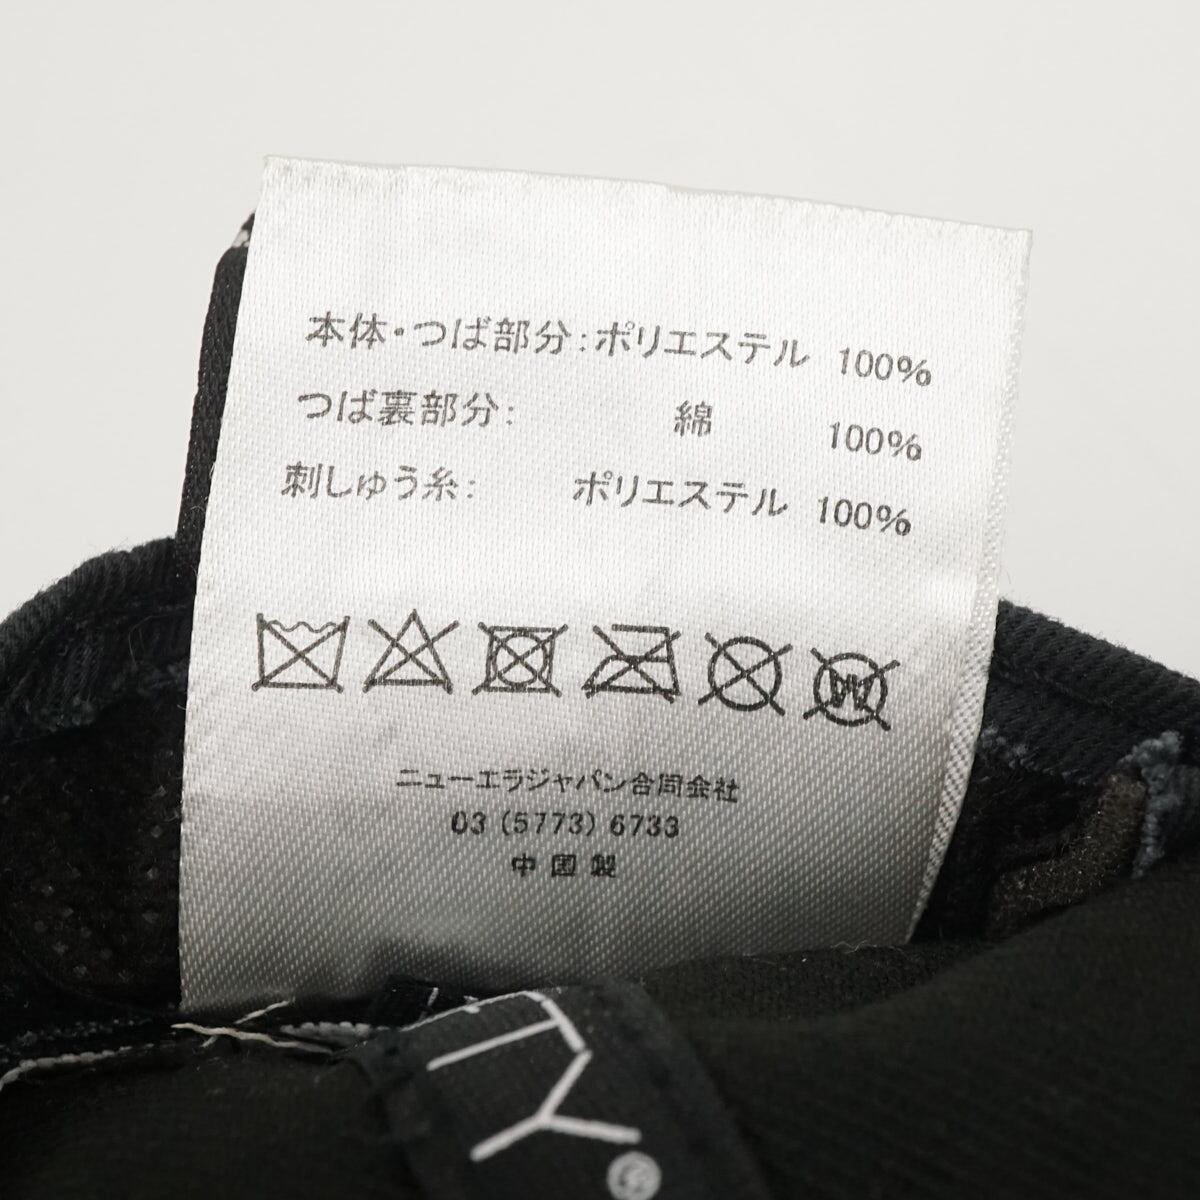 本体・つば部分:ポリエステル 100%
つば裏部分: 綿 100%
刺しゅう糸: ポリエステル 100%
W
ニューエラジャパン合同会社
03 (5773) 6733
中国製
TY®